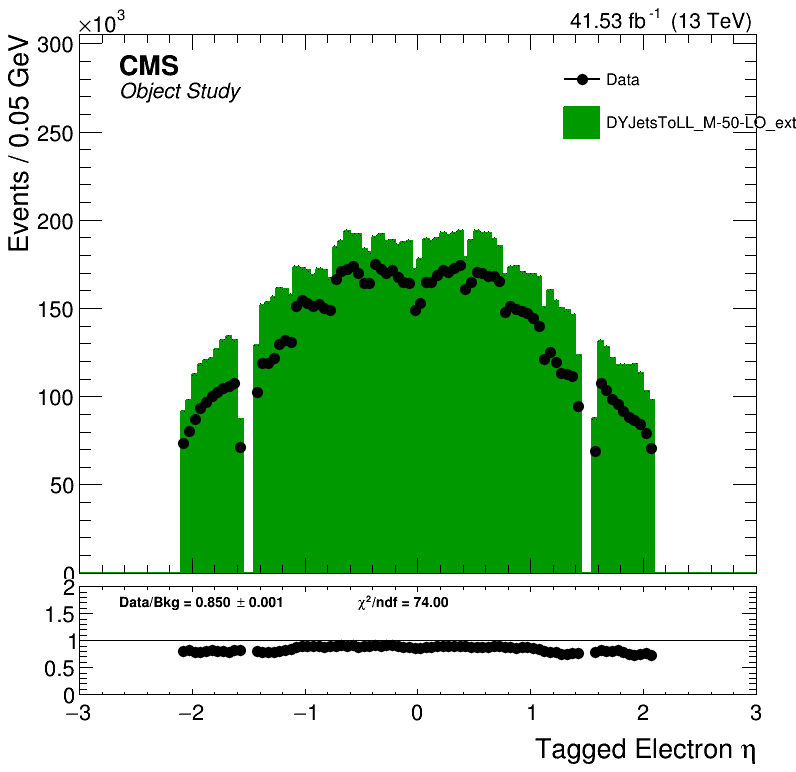 ×10³
41.53 fb⁻¹ (13 TeV)
Events / 0.05 GeV
300
250
200
150
100
50
0
CMS
Object Study
Data
DYJetsToLL_M-50-LO_ext
2
1.5
1
0.5
0
Data/Bkg = 0.850 ± 0.001
χ²/ndf = 74.00
−3 −2 −1 0 1 2 3
Tagged Electron η